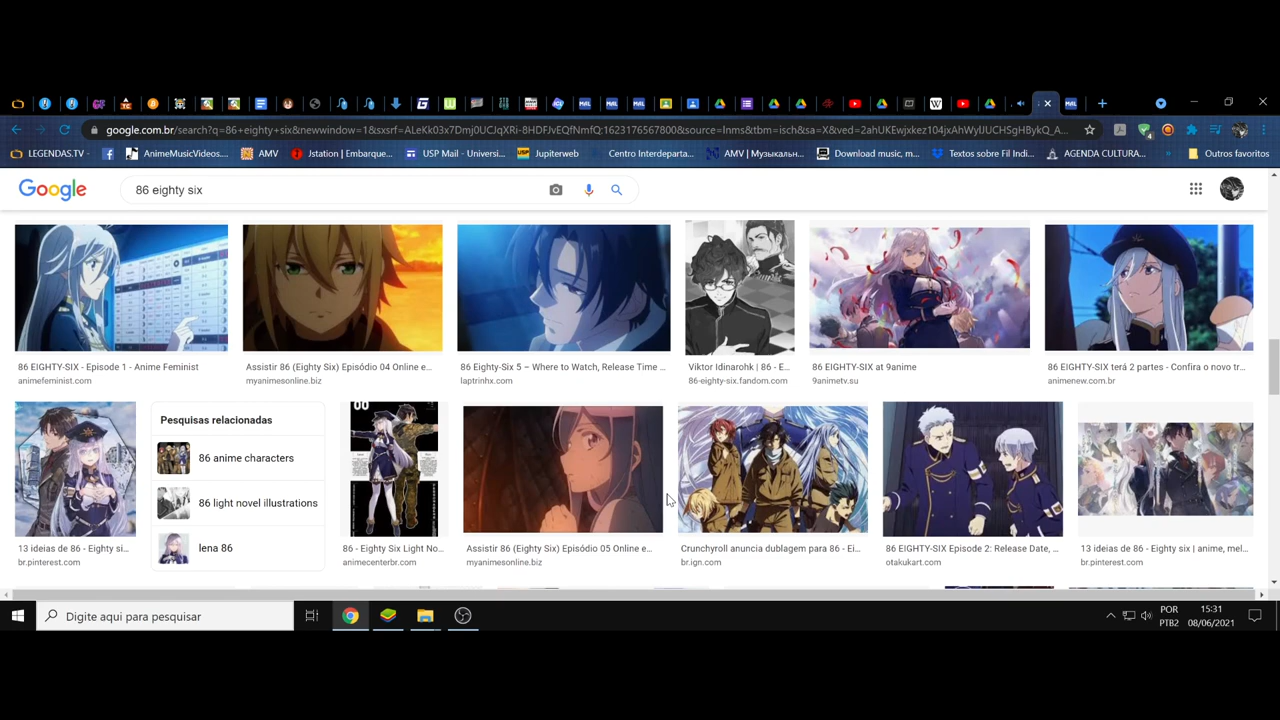 google.com.br/search?q=86+eighty+six&newwindow=1&sxsrf=ALeKk03x7Dmj0UCJqXRi-8HDFJvEQfNmfQ:1623176567800&source=lnms&tbm=isch&sa=X&ved=2ahUKEwjxkez104jxAhWylJUCHSgHBykQ_A...
LEGENDAS.TV -
AnimeMusicVideos....
AMV
Jstation | Embarque...
USP Mail - Universi...
Jupiterweb
Centro Interdeparta...
AMV | Музыкальн...
Download music, m...
Textos sobre Fil Indi...
AGENDA CULTURA...
Outros favoritos
Google
86 eighty six
86 EIGHTY-SIX - Episode 1 - Anime Feminist
animefeminist.com
Assistir 86 (Eighty Six) Episódio 04 Online e...
myanimesonline.biz
86 Eighty-Six 5 – Where to Watch, Release Time ...
laptrinhx.com
Viktor Idinarohk | 86 - E...
86-eighty-six.fandom.com
86 EIGHTY-SIX at 9anime
9animetv.su
86 EIGHTY-SIX terá 2 partes - Confira o novo tr...
animenew.com.br
13 ideias de 86 - Eighty si...
br.pinterest.com
Pesquisas relacionadas
86 anime characters
86 light novel illustrations
lena 86
86 - Eighty Six Light No...
animecenterbr.com
Assistir 86 (Eighty Six) Episódio 05 Online e...
myanimesonline.biz
Crunchyroll anuncia dublagem para 86 - Ei...
br.ign.com
86 EIGHTY-SIX Episode 2: Release Date, ...
otakukart.com
13 ideias de 86 - Eighty six | anime, mel...
br.pinterest.com
Digite aqui para pesquisar
POR
PTB2
15:31
08/06/2021